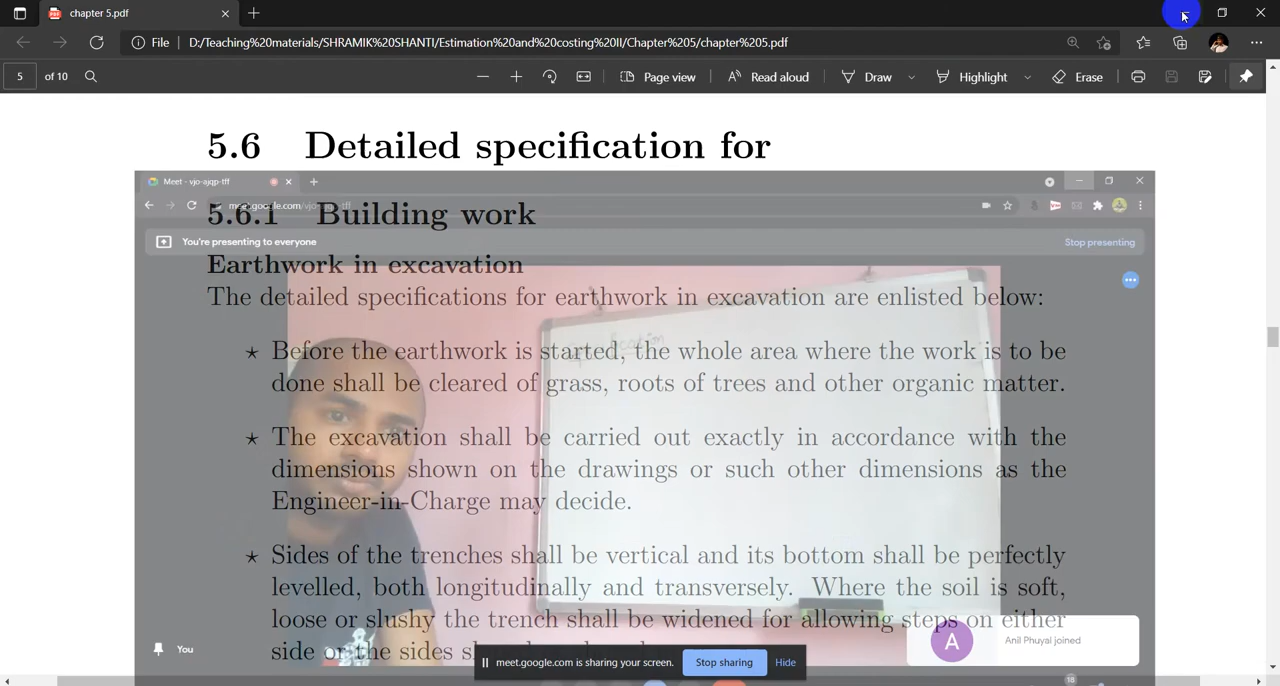 chapter 5.pdf
File
D:/Teaching%20materials/SHRAMIK%20SHANTI/Estimation%20and%20costing%20II/Chapter%205/chapter%205.pdf
5 of 10
Page view
Read aloud
Draw
Highlight
Erase
5.6 Detailed specification for
Meet - vjo-ajqp-tff
meet.google.com/vjo-ajqp-tff
5.6.1 Building work
You're presenting to everyone
Stop presenting
Earthwork in excavation
The detailed specifications for earthwork in excavation are enlisted below:
⋆ Before the earthwork is started, the whole area where the work is to be
done shall be cleared of grass, roots of trees and other organic matter.
⋆ The excavation shall be carried out exactly in accordance with the
dimensions shown on the drawings or such other dimensions as the
Engineer-in-Charge may decide.
⋆ Sides of the trenches shall be vertical and its bottom shall be perfectly
levelled, both longitudinally and transversely. Where the soil is soft,
loose or slushy the trench shall be widened for allowing steps on either
side or the sides
You
A
Anil Phuyal joined
meet.google.com is sharing your screen.
Stop sharing
Hide
18